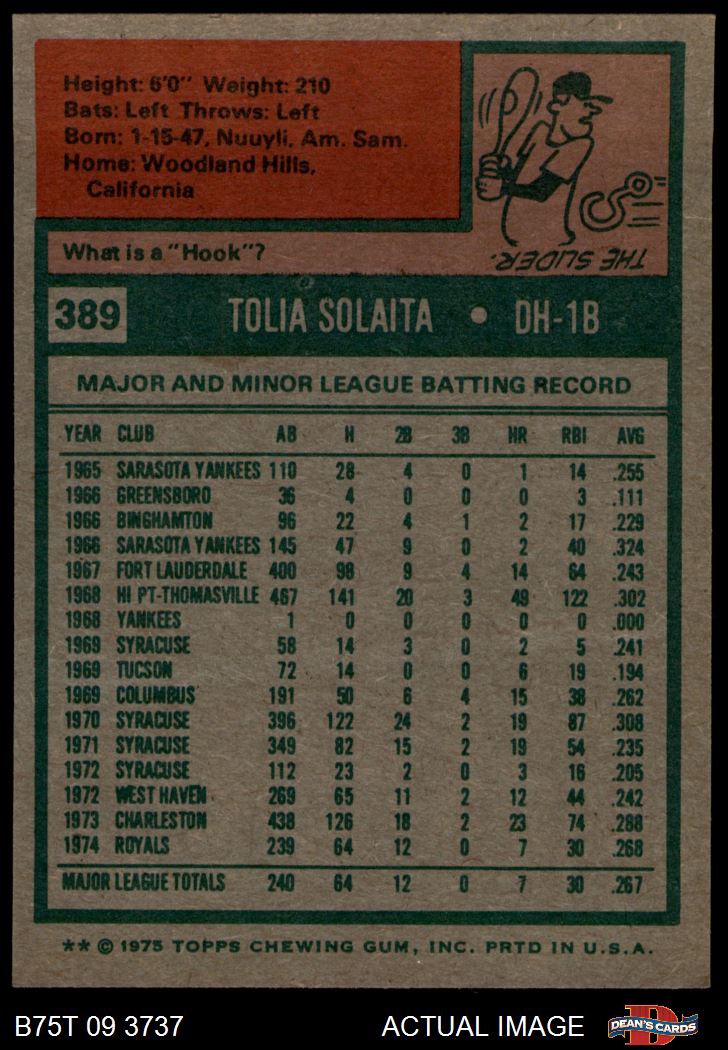 Height: 6'0" Weight: 210
Bats: Left Throws: Left
Born: 1-15-47, Nuuyli, Am. Sam.
Home: Woodland Hills,
California
What is a "Hook"?
THE SLIDER.
389 TOLIA SOLAITA • DH-1B
MAJOR AND MINOR LEAGUE BATTING RECORD
YEAR CLUB AB H 2B 3B HR RBI AVG
1965 SARASOTA YANKEES 110 28 4 0 1 14 .255
1966 GREENSBORO 36 4 0 0 0 3 .111
1966 BINGHAMTON 96 22 4 1 2 17 .229
1966 SARASOTA YANKEES 145 47 9 0 2 40 .324
1967 FORT LAUDERDALE 400 98 9 4 14 64 .243
1968 HI PT-THOMASVILLE 467 141 20 3 49 122 .302
1968 YANKEES 1 0 0 0 0 0 .000
1969 SYRACUSE 58 14 3 0 2 5 .241
1969 TUCSON 72 14 0 0 6 19 .194
1969 COLUMBUS 191 50 6 4 15 38 .262
1970 SYRACUSE 396 122 24 2 19 87 .308
1971 SYRACUSE 349 82 15 2 19 54 .235
1972 SYRACUSE 112 23 2 0 3 16 .205
1972 WEST HAVEN 269 65 11 2 12 44 .242
1973 CHARLESTON 438 126 18 2 23 74 .288
1974 ROYALS 239 64 12 0 7 30 .268
MAJOR LEAGUE TOTALS 240 64 12 0 7 30 .267
** © 1975 TOPPS CHEWING GUM, INC. PRTD IN U.S.A.
B75T 09 3737 ACTUAL IMAGE DEAN'S CARDS